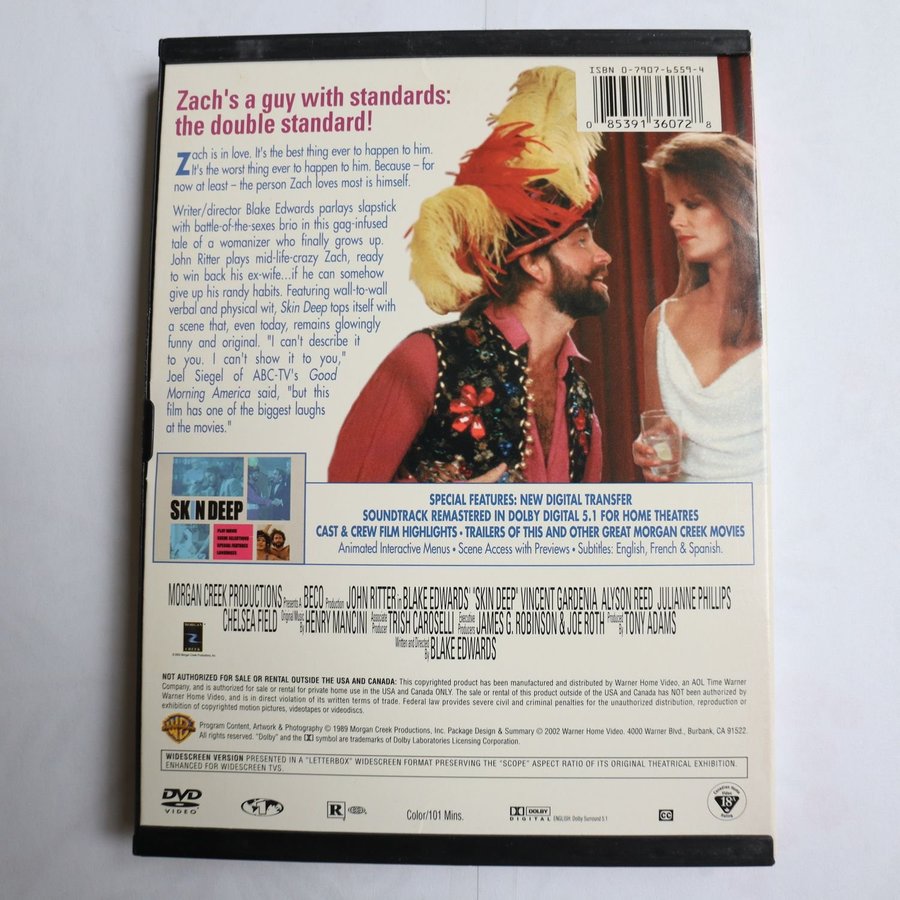 ISBN 0-7907-6559-4
0 85391 36072 8
Zach's a guy with standards:
the double standard!
Zach is in love. It's the best thing ever to happen to him.
It's the worst thing ever to happen to him. Because – for
now at least – the person Zach loves most is himself.
Writer/director Blake Edwards parlays slapstick
with battle-of-the-sexes brio in this gag-infused
tale of a womanizer who finally grows up.
John Ritter plays mid-life-crazy Zach, ready
to win back his ex-wife...if he can somehow
give up his randy habits. Featuring wall-to-wall
verbal and physical wit, Skin Deep tops itself with
a scene that, even today, remains glowingly
funny and original. "I can't describe it
to you. I can't show it to you,"
Joel Siegel of ABC-TV's Good
Morning America said, "but this
film has one of the biggest laughs
at the movies."
SKIN DEEP
PLAY MOVIE
SCENE SELECTIONS
SPECIAL FEATURES
LANGUAGES
SPECIAL FEATURES: NEW DIGITAL TRANSFER
SOUNDTRACK REMASTERED IN DOLBY DIGITAL 5.1 FOR HOME THEATRES
CAST & CREW FILM HIGHLIGHTS • TRAILERS OF THIS AND OTHER GREAT MORGAN CREEK MOVIES
Animated Interactive Menus • Scene Access with Previews • Subtitles: English, French & Spanish.
MORGAN CREEK PRODUCTIONS Presents A BECO Production JOHN RITTER in BLAKE EDWARDS' "SKIN DEEP" VINCENT GARDENIA ALYSON REED JULIANNE PHILLIPS
CHELSEA FIELD Original Music By HENRY MANCINI Associate Producer TRISH CAROSELLI Executive Producers JAMES G. ROBINSON & JOE ROTH Produced By TONY ADAMS
Written and Directed By BLAKE EDWARDS
MORGAN CREEK
NOT AUTHORIZED FOR SALE OR RENTAL OUTSIDE THE USA AND CANADA: This copyrighted product has been manufactured and distributed by Warner Home Video, an AOL Time Warner
Company, and is authorized for sale or rental for private home use in the USA and Canada ONLY. The sale or rental of this product outside of the USA and Canada has NOT been authorized by
Warner Home Video, and is in direct violation of its written terms of trade. Federal law provides severe civil and criminal penalties for the unauthorized distribution, reproduction or
exhibition of copyrighted motion pictures, videotapes or videodiscs.
WB
Program Content, Artwork & Photography © 1989 Morgan Creek Productions, Inc. Package Design & Summary © 2002 Warner Home Video. 4000 Warner Blvd., Burbank, CA 91522.
All rights reserved. "Dolby" and the DD symbol are trademarks of Dolby Laboratories Licensing Corporation.
WIDESCREEN VERSION PRESENTED IN A "LETTERBOX" WIDESCREEN FORMAT PRESERVING THE "SCOPE" ASPECT RATIO OF ITS ORIGINAL THEATRICAL EXHIBITION.
ENHANCED FOR WIDESCREEN TVS.
DVD
VIDEO
R
Color/101 Mins.
DOLBY
DIGITAL
ENGLISH: Dolby Surround 5.1
CC
Canadian Home
Video
18A